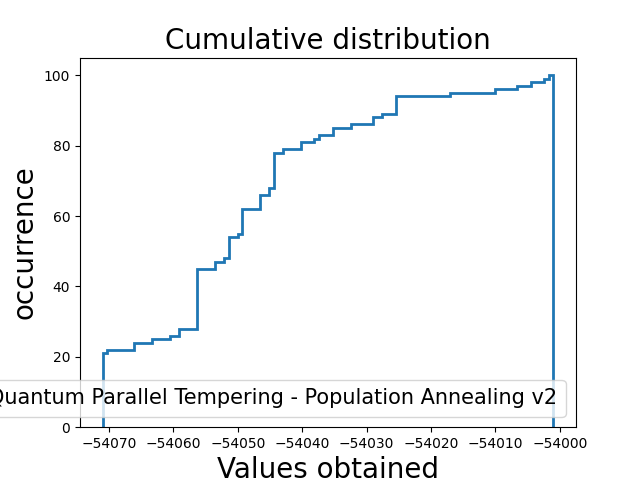 Cumulative distribution
occurrence
100
80
60
40
20
0
Quantum Parallel Tempering - Population Annealing v2
−54070 −54060 −54050 −54040 −54030 −54020 −54010 −54000
Values obtained